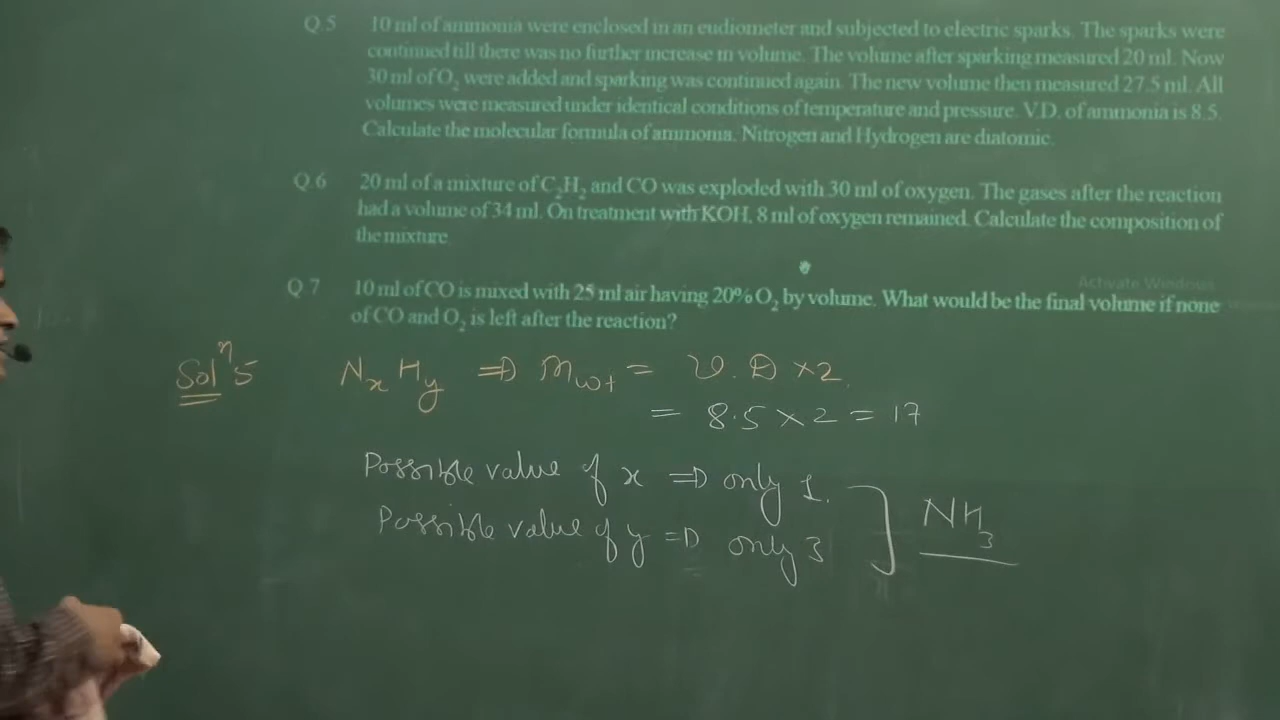 Q.5 10 ml of ammonia were enclosed in an eudiometer and subjected to electric sparks. The sparks were
continued till there was no further increase in volume. The volume after sparking measured 20 ml. Now
30 ml of O₂ were added and sparking was continued again. The new volume then measured 27.5 ml. All
volumes were measured under identical conditions of temperature and pressure. V.D. of ammonia is 8.5.
Calculate the molecular formula of ammonia. Nitrogen and Hydrogen are diatomic.
Q.6 20 ml of a mixture of C₂H₂ and CO was exploded with 30 ml of oxygen. The gases after the reaction
had a volume of 34 ml. On treatment with KOH, 8 ml of oxygen remained. Calculate the composition of
the mixture.
Activate Windows
Q 7 10 ml of CO is mixed with 25 ml air having 20% O₂ by volume. What would be the final volume if none
of CO and O₂ is left after the reaction?
Solⁿ 5 NₓHy ⇒ Mwt = V.D × 2.
= 8.5 × 2 = 17
Possible value of x ⇒ only 1.
Possible value of y ⇒ only 3
NH₃